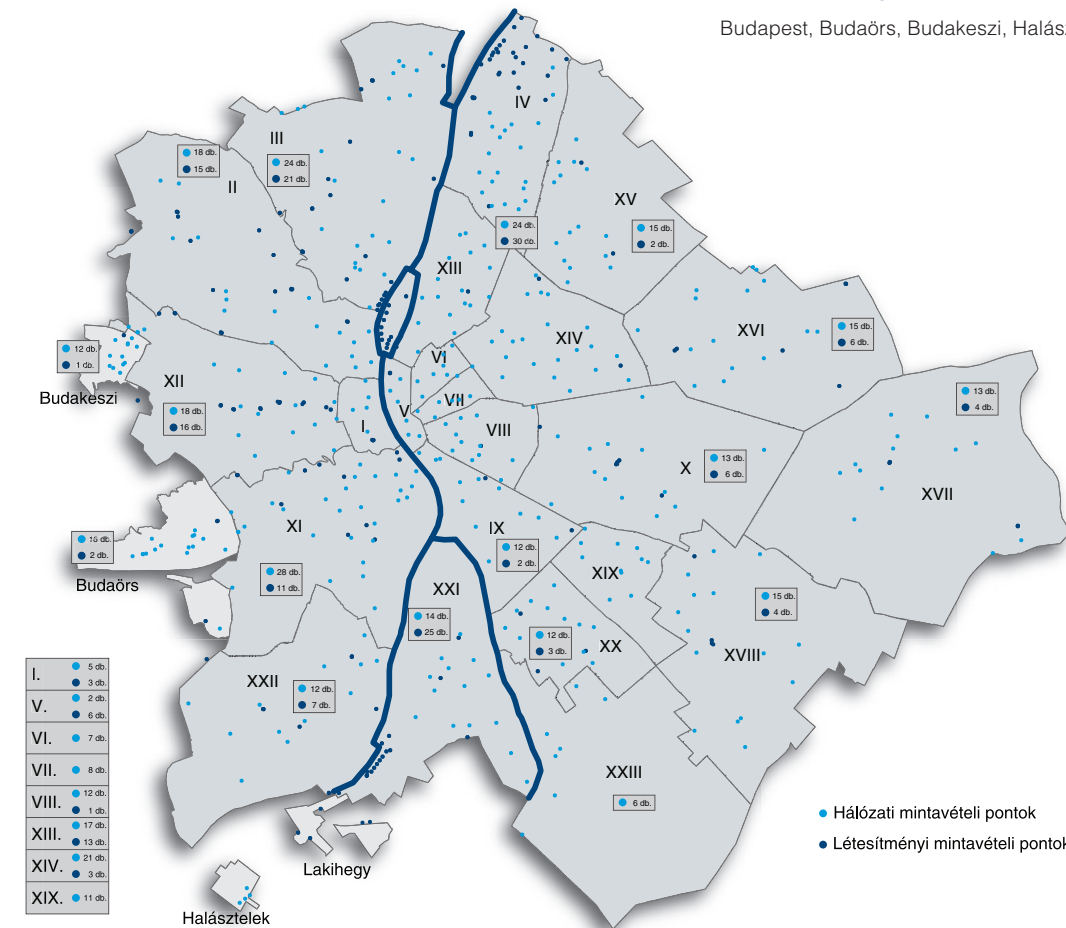 Budapest, Budaörs, Budakeszi, Halász
IV
III
18 db.
15 db.
24 db.
21 db.
II
XV
24 db.
30 db.
15 db.
2 db.
XIII
XVI
15 db.
6 db.
XIV
12 db.
1 db.
VI
XII
Budakeszi
VII
13 db.
4 db.
18 db.
16 db.
V
I
VIII
X
13 db.
6 db.
XVII
XI
IX
2 db.
Budaörs
12 db.
2 db.
XIX
28 db.
11 db.
XXI
15 db.
4 db.
14 db.
25 db.
12 db.
3 db.
XX
XVIII
XXII
12 db.
7 db.
I.
5 db.
3 db.
V.
2 db.
6 db.
VI.
7 db.
VII.
8 db.
VIII.
12 db.
1 db.
XIII.
17 db.
13 db.
XIV.
21 db.
3 db.
XIX.
11 db.
XXIII
6 db.
Hálózati mintavételi pontok
Létesítményi mintavételi pontok
Lakihegy
Halásztelek